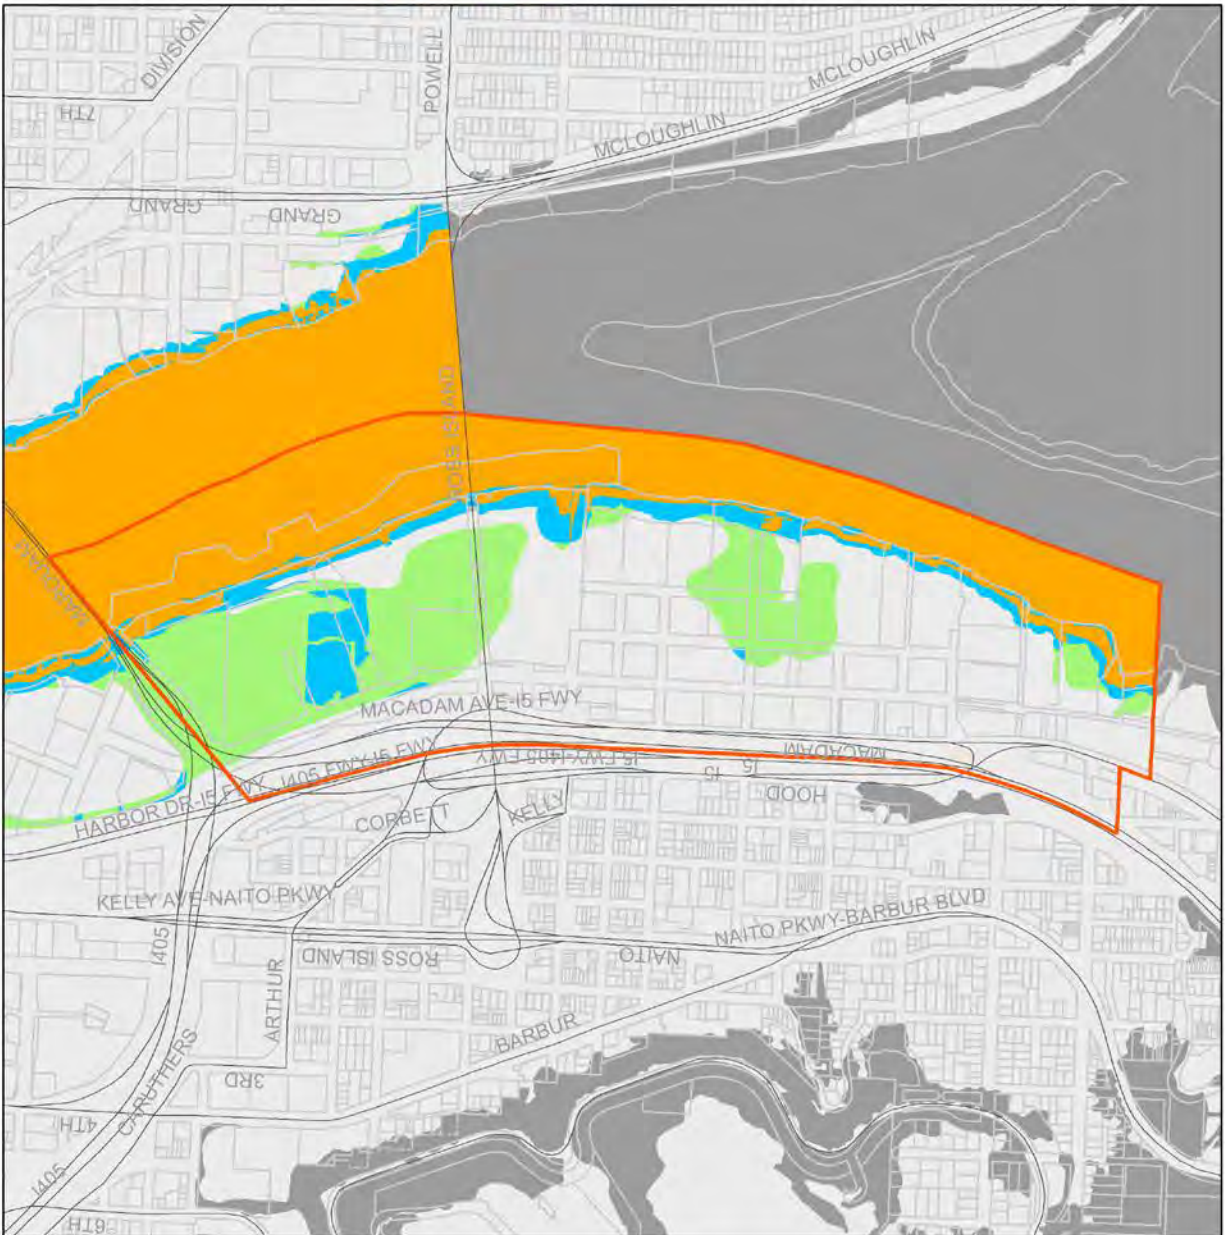 DIVISION
POWELL
MCLOUGHLIN
7TH
MCLOUGHLIN
GRAND
GRAND
ROSS ISLAND
MARQUAM
MACADAM AVE-I5 FWY
I405 FWY-I5 FWY
I5 FWY-I405 FWY
MACADAM
I5
I5
HARBOR DR-I5 FWY
HOOD
CORBETT
KELLY
KELLY AVE-NAITO PKWY
NAITO PKWY-BARBUR BLVD
I405
ROSS ISLAND
NAITO
ARTHUR
BARBUR
3RD
CARUTHERS
4TH
I405
6TH